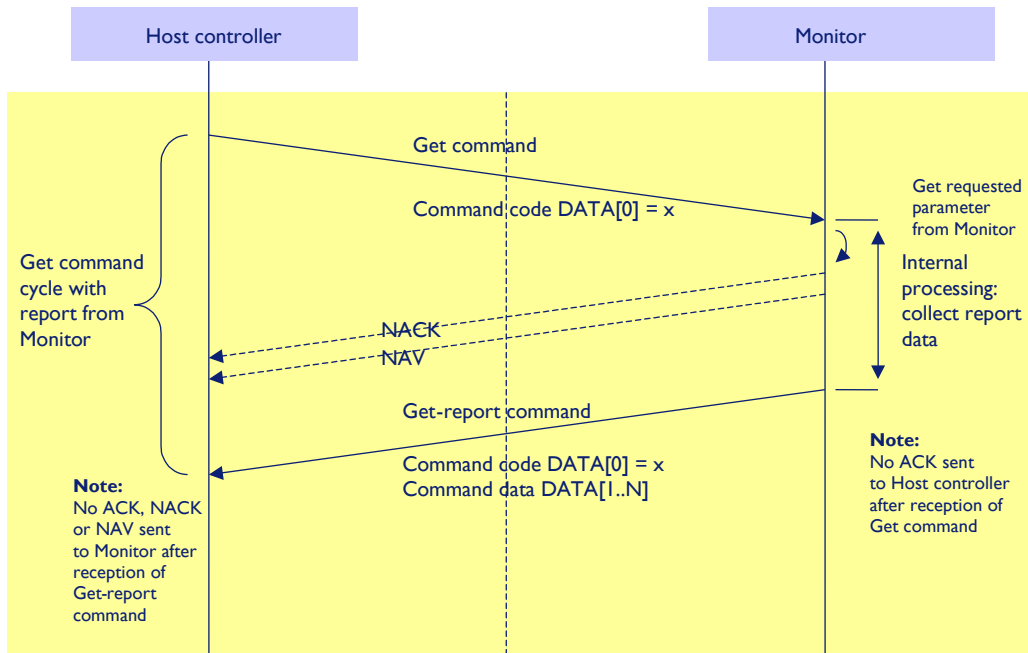 Host controller
Monitor
Get command
Command code DATA[0] = x
Get requested
parameter
from Monitor
Get command
cycle with
report from
Monitor
Internal
processing:
collect report
data
NACK
NAV
Get-report command
Command code DATA[0] = x
Command data DATA[1..N]
Note:
No ACK sent
to Host controller
after reception of
Get command
Note:
No ACK, NACK
or NAV sent
to Monitor after
reception of
Get-report
command